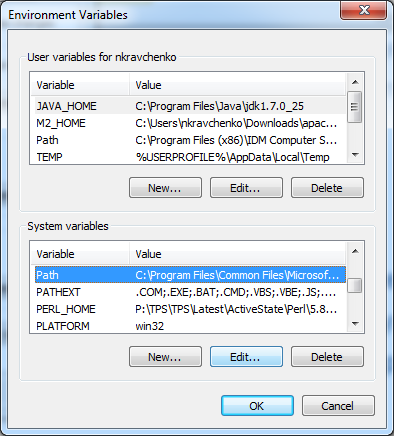 Environment Variables
User variables for nkravchenko
Variable Value
JAVA_HOME C:\Program Files\Java\jdk1.7.0_25
M2_HOME C:\Users\nkravchenko\Downloads\apac...
Path C:\Program Files (x86)\IDM Computer S...
TEMP %USERPROFILE%\AppData\Local\Temp
New... Edit... Delete
System variables
Variable Value
Path C:\Program Files\Common Files\Microsof...
PATHEXT .COM;.EXE;.BAT;.CMD;.VBS;.VBE;.JS;....
PERL_HOME P:\TPS\TPS\Latest\ActiveState\Perl\5.8...
PLATFORM win32
New... Edit... Delete
OK Cancel